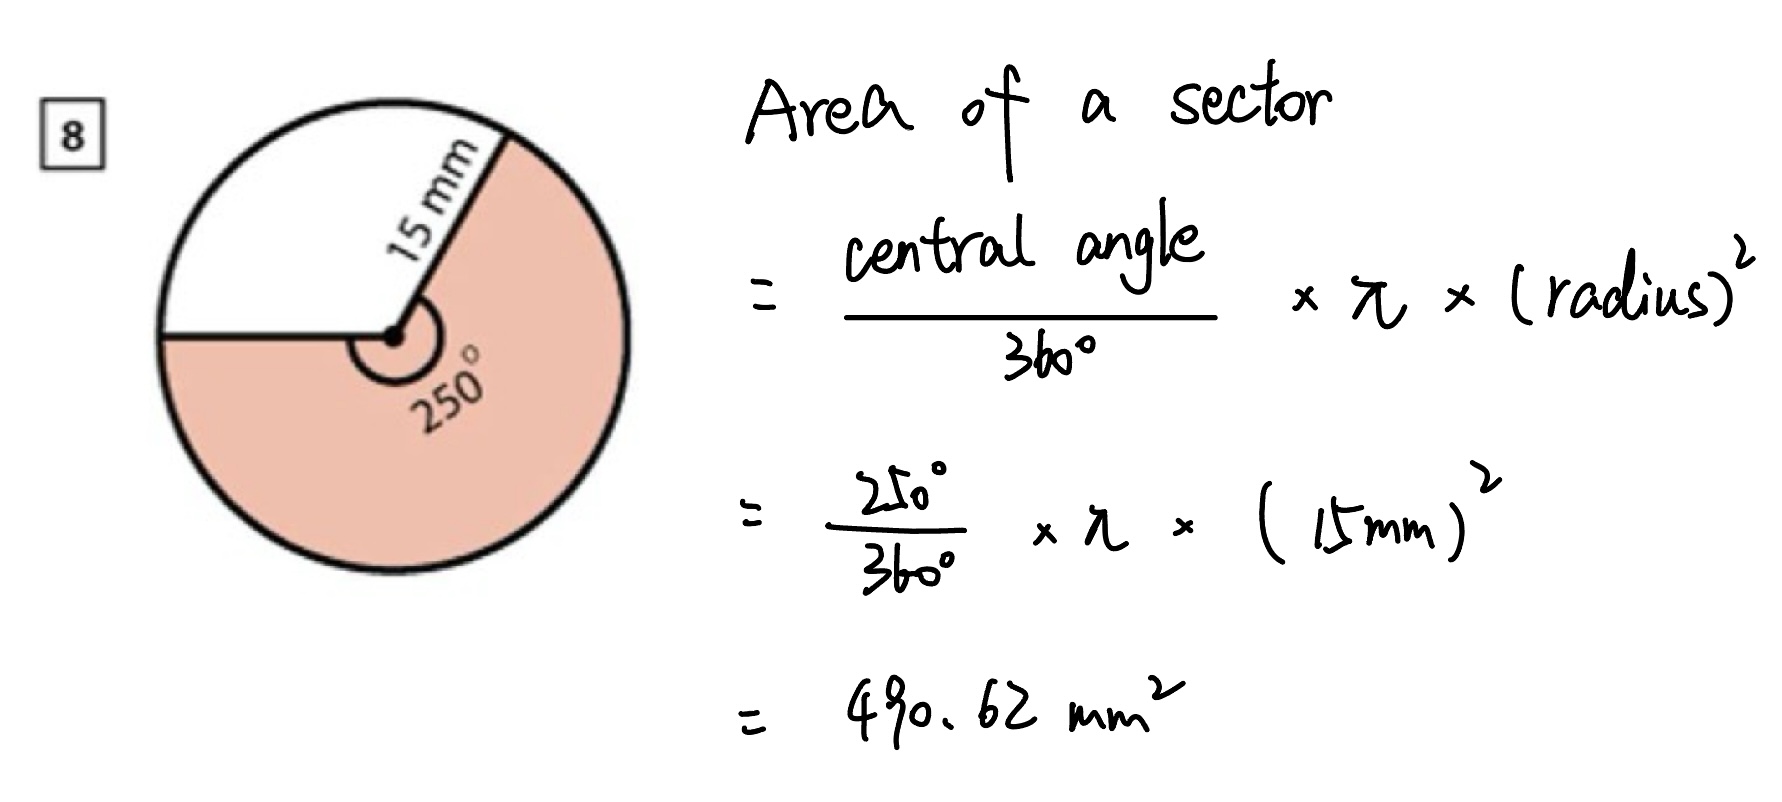 8
15 mm
250°
Area of a sector
= central angle / 360° × π × (radius)²
= 250° / 360° × π × (15mm)²
= 490.62 mm²